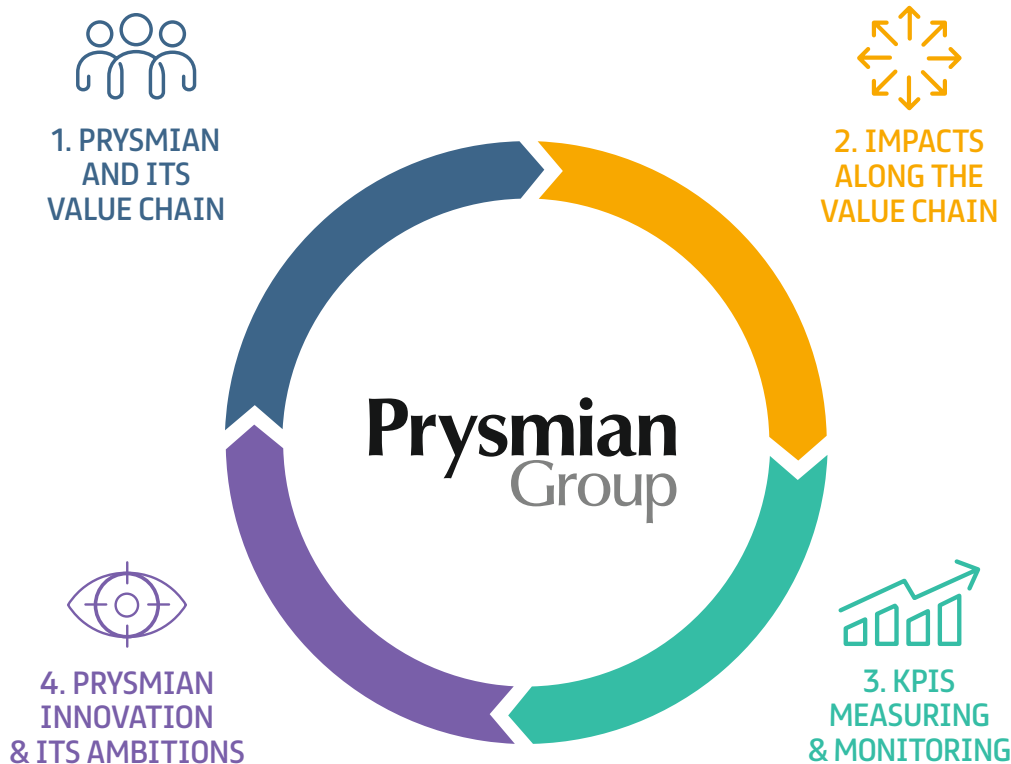 1. PRYSMIAN
AND ITS
VALUE CHAIN
2. IMPACTS
ALONG THE
VALUE CHAIN
Prysmian
Group
4. PRYSMIAN
INNOVATION
& ITS AMBITIONS
3. KPIS
MEASURING
& MONITORING